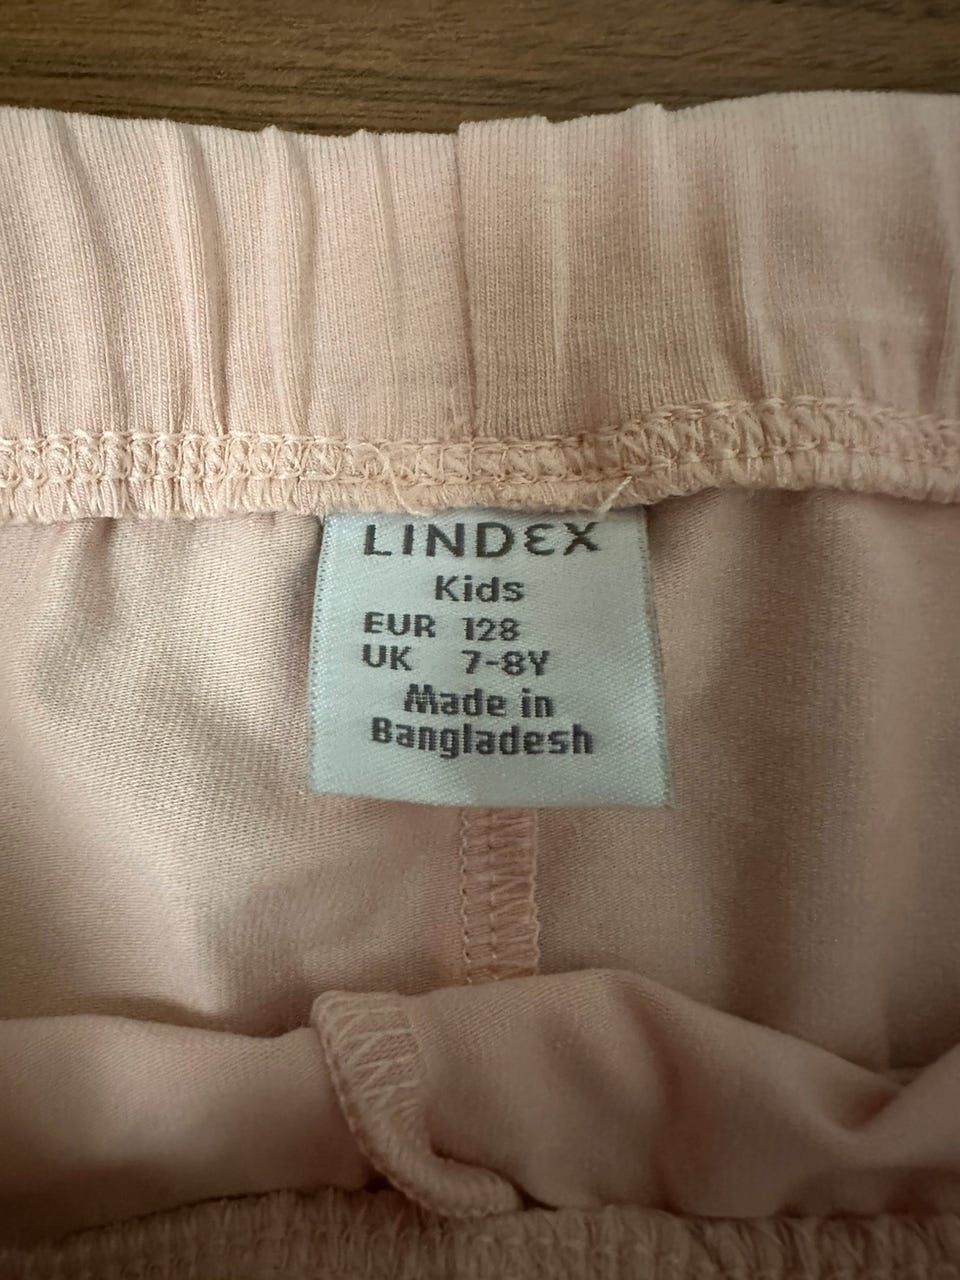 LINDEX
Kids
EUR 128
UK 7-8Y
Made in
Bangladesh